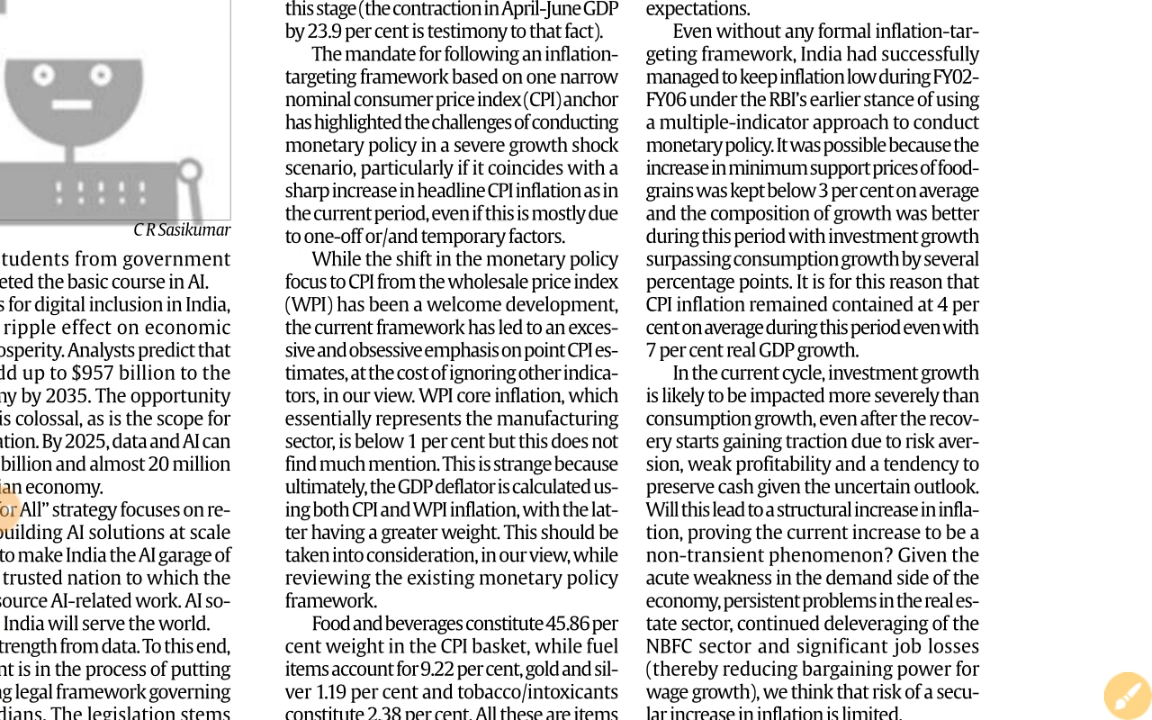 C R Sasikumar
tudents from government
eted the basic course in AI.
s for digital inclusion in India,
ripple effect on economic
osperity. Analysts predict that
dd up to $957 billion to the
ny by 2035. The opportunity
is colossal, as is the scope for
ation. By 2025, data and AI can
billion and almost 20 million
ian economy.
or All” strategy focuses on re-
building AI solutions at scale
to make India the AI garage of
trusted nation to which the
source AI-related work. AI so-
India will serve the world.
trength from data. To this end,
nt is in the process of putting
ng legal framework governing
dians. The legislation stems
this stage (the contraction in April-June GDP
by 23.9 per cent is testimony to that fact).
The mandate for following an inflation-
targeting framework based on one narrow
nominal consumer price index (CPI) anchor
has highlighted the challenges of conducting
monetary policy in a severe growth shock
scenario, particularly if it coincides with a
sharp increase in headline CPI inflation as in
the current period, even if this is mostly due
to one-off or/and temporary factors.
While the shift in the monetary policy
focus to CPI from the wholesale price index
(WPI) has been a welcome development,
the current framework has led to an exces-
sive and obsessive emphasis on point CPI es-
timates, at the cost of ignoring other indica-
tors, in our view. WPI core inflation, which
essentially represents the manufacturing
sector, is below 1 per cent but this does not
find much mention. This is strange because
ultimately, the GDP deflator is calculated us-
ing both CPI and WPI inflation, with the lat-
ter having a greater weight. This should be
taken into consideration, in our view, while
reviewing the existing monetary policy
framework.
Food and beverages constitute 45.86 per
cent weight in the CPI basket, while fuel
items account for 9.22 per cent, gold and sil-
ver 1.19 per cent and tobacco/intoxicants
constitute 2.38 per cent. All these are items
expectations.
Even without any formal inflation-tar-
geting framework, India had successfully
managed to keep inflation low during FY02-
FY06 under the RBI's earlier stance of using
a multiple-indicator approach to conduct
monetary policy. It was possible because the
increase in minimum support prices of food-
grains was kept below 3 per cent on average
and the composition of growth was better
during this period with investment growth
surpassing consumption growth by several
percentage points. It is for this reason that
CPI inflation remained contained at 4 per
cent on average during this period even with
7 per cent real GDP growth.
In the current cycle, investment growth
is likely to be impacted more severely than
consumption growth, even after the recov-
ery starts gaining traction due to risk aver-
sion, weak profitability and a tendency to
preserve cash given the uncertain outlook.
Will this lead to a structural increase in infla-
tion, proving the current increase to be a
non-transient phenomenon? Given the
acute weakness in the demand side of the
economy, persistent problems in the real es-
tate sector, continued deleveraging of the
NBFC sector and significant job losses
(thereby reducing bargaining power for
wage growth), we think that risk of a secu-
lar increase in inflation is limited.